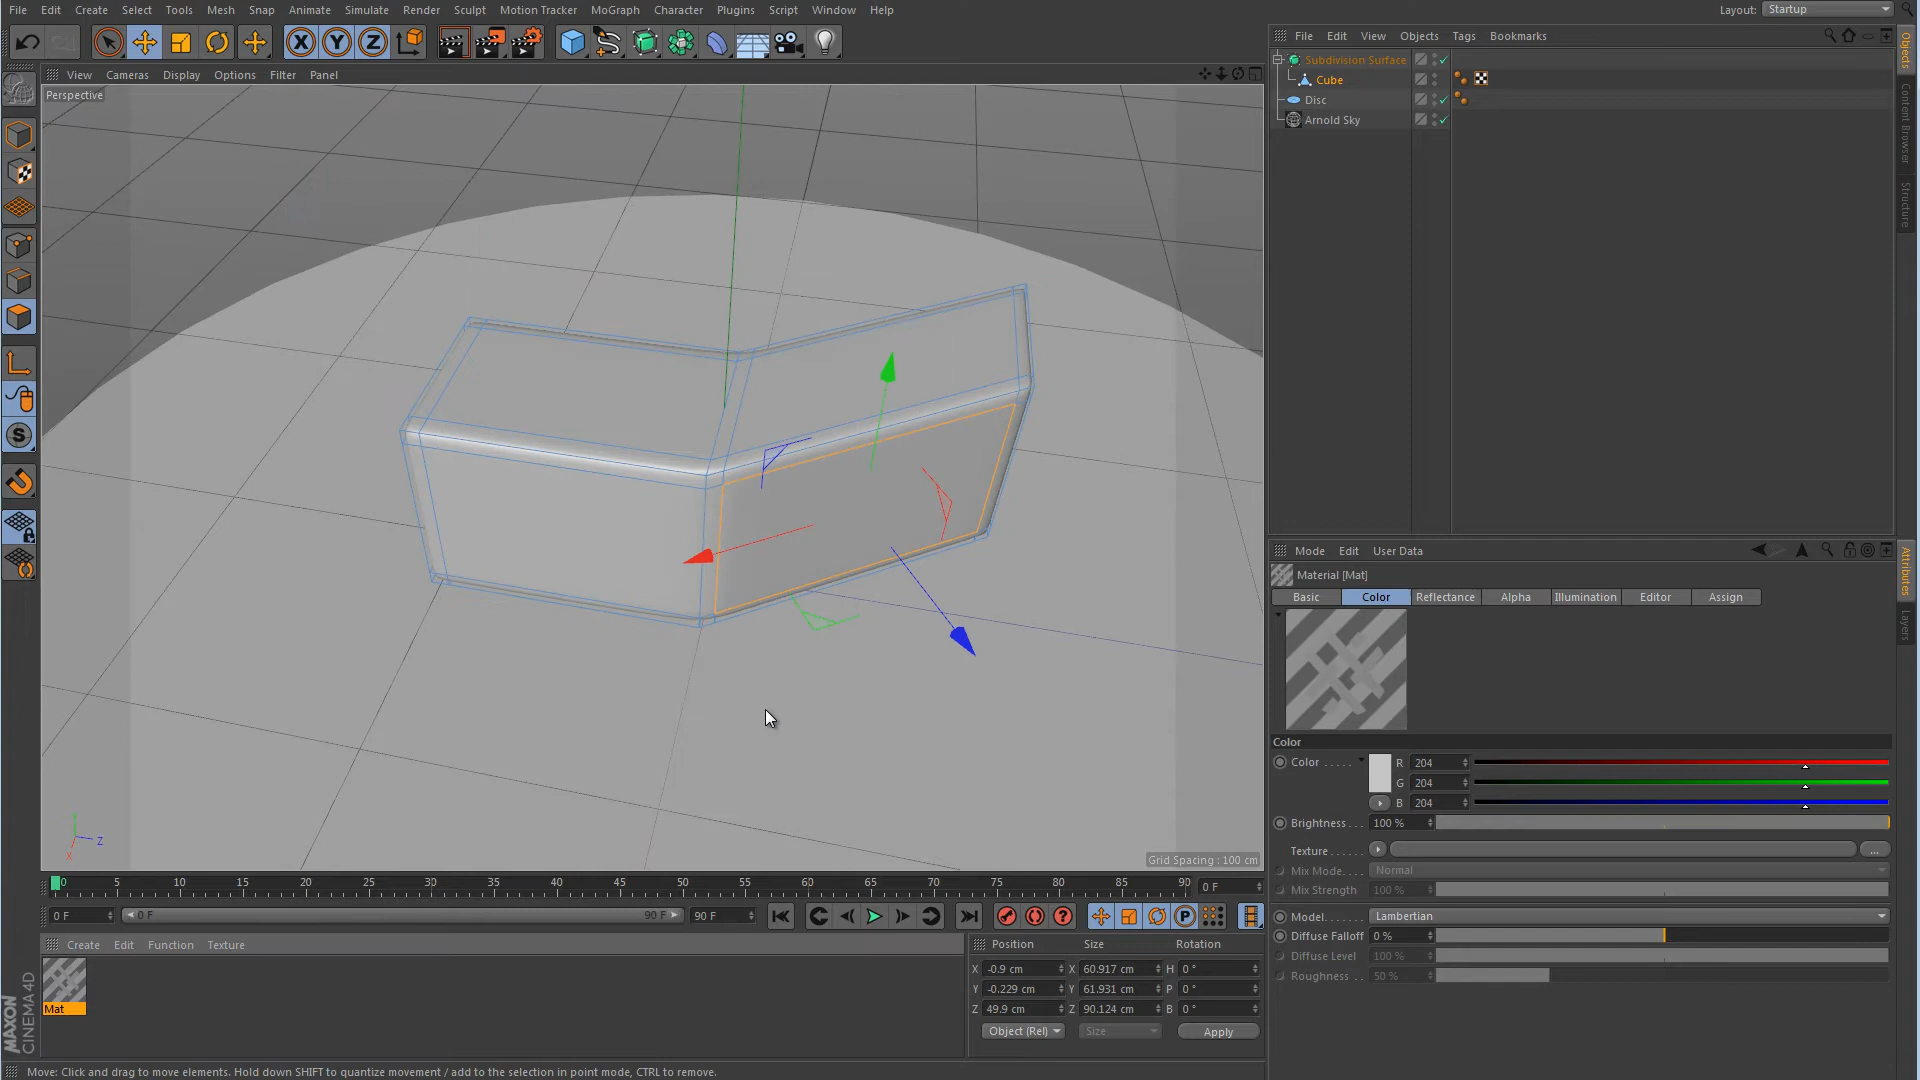 File Edit Create Select Tools Mesh Snap Animate Simulate Render Sculpt Motion Tracker MoGraph Character Plugins Script Window Help
Layout: Startup
X Y Z
File Edit View Objects Tags Bookmarks
Subdivision Surface
Cube
Disc
Arnold Sky
Objects
Content Browser
Structure
View Cameras Display Options Filter Panel
Perspective
S
Y
Z
X
Grid Spacing : 100 cm
Mode Edit User Data
Material [Mat]
Basic Color Reflectance Alpha Illumination Editor Assign
Attributes
Layers
Color
Color . . . . . R 204
G 204
B 204
Brightness . . . 100 %
Texture . . . . . . ...
Mix Mode. . . . Normal
Mix Strength 100 %
Model. . . . . . . Lambertian
Diffuse Falloff 0 %
Diffuse Level 100 %
Roughness . . 50 %
0 5 10 15 20 25 30 35 40 45 50 55 60 65 70 75 80 85 90 0 F
0 F 0 F 90 F 90 F
? P
Create Edit Function Texture
Mat
MAXON
CINEMA 4D
Position Size Rotation
X -0.9 cm X 60.917 cm H 0 °
Y -0.229 cm Y 61.931 cm P 0 °
Z 49.9 cm Z 90.124 cm B 0 °
Object (Rel) Size Apply
Move: Click and drag to move elements. Hold down SHIFT to quantize movement / add to the selection in point mode, CTRL to remove.